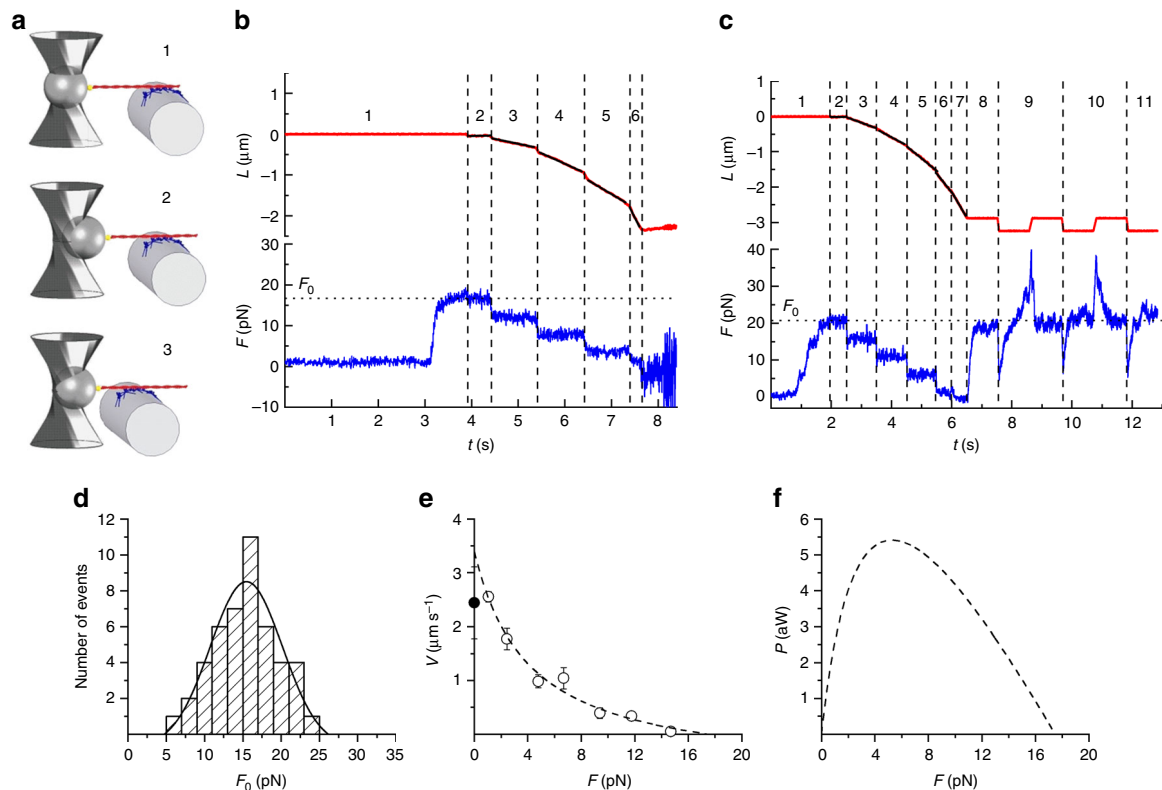 a
1
2
3
b
1 2 3 4 5 6
L (μm)
1
0
−1
−2
F (pN)
30
20
10
0
−10
F0
1 2 3 4 5 6 7 8
t (s)
c
1 2 3 4 5 6 7 8 9 10 11
L (μm)
1
0
−1
−2
−3
F (pN)
40
30
20
10
0
F0
2 4 6 8 10 12
t (s)
d
Number of events
12
10
8
6
4
2
0 5 10 15 20 25 30 35
F0 (pN)
e
V (μm s−1)
4
3
2
1
0 4 8 12 16 20
F (pN)
f
P (aW)
6
5
4
3
2
1
0
0 4 8 12 16 20
F (pN)